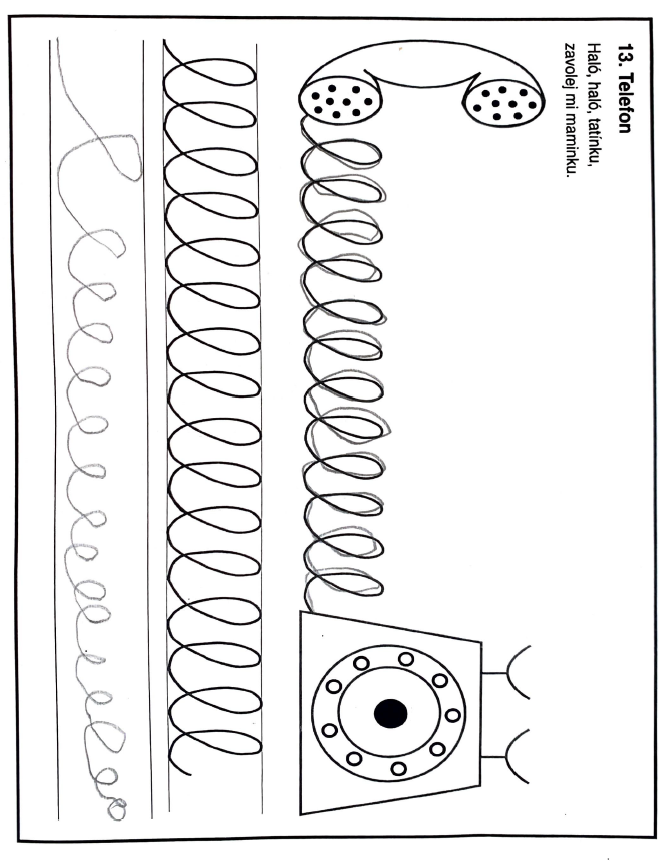 13. Telefon
Haló, haló, tatínku,
zavolej mi maminku.